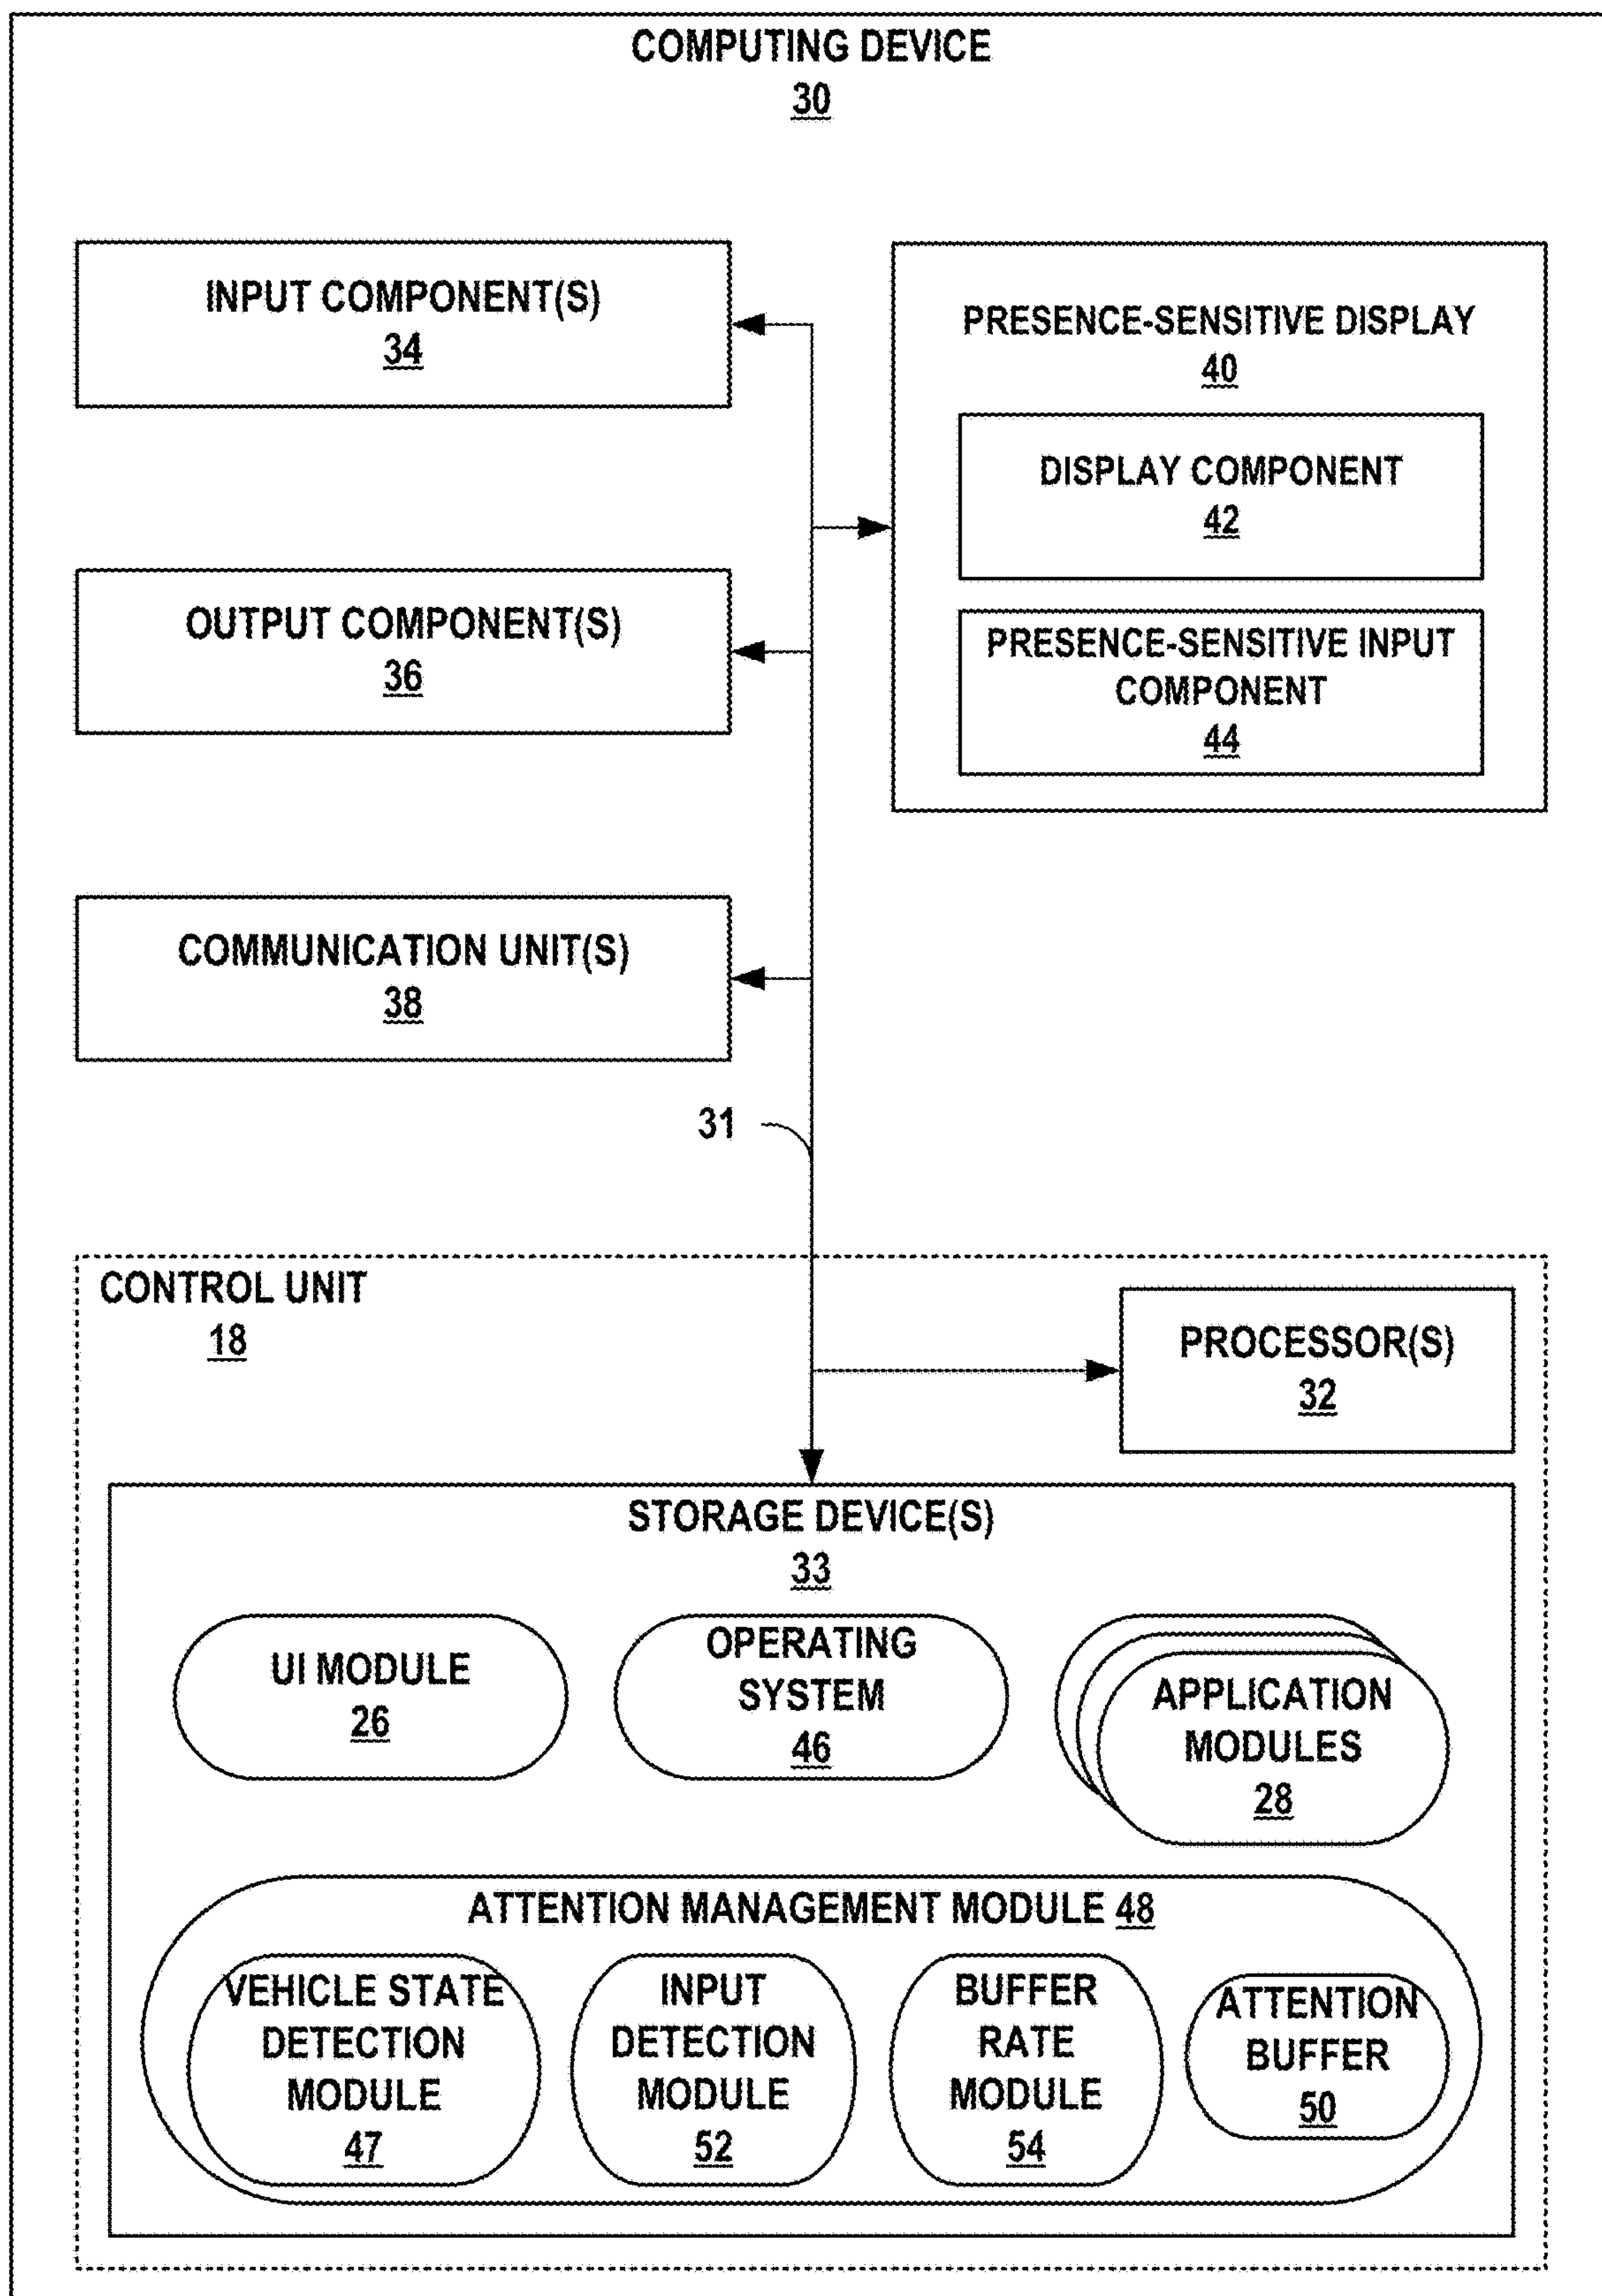 COMPUTING DEVICE
30
INPUT COMPONENT(S)
34
PRESENCE-SENSITIVE DISPLAY
40
DISPLAY COMPONENT
42
OUTPUT COMPONENT(S)
36
PRESENCE-SENSITIVE INPUT
COMPONENT
44
COMMUNICATION UNIT(S)
38
31
CONTROL UNIT
18
PROCESSOR(S)
32
STORAGE DEVICE(S)
33
UI MODULE
26
OPERATING
SYSTEM
46
APPLICATION
MODULES
28
ATTENTION MANAGEMENT MODULE 48
VEHICLE STATE
DETECTION
MODULE
47
INPUT
DETECTION
MODULE
52
BUFFER
RATE
MODULE
54
ATTENTION
BUFFER
50